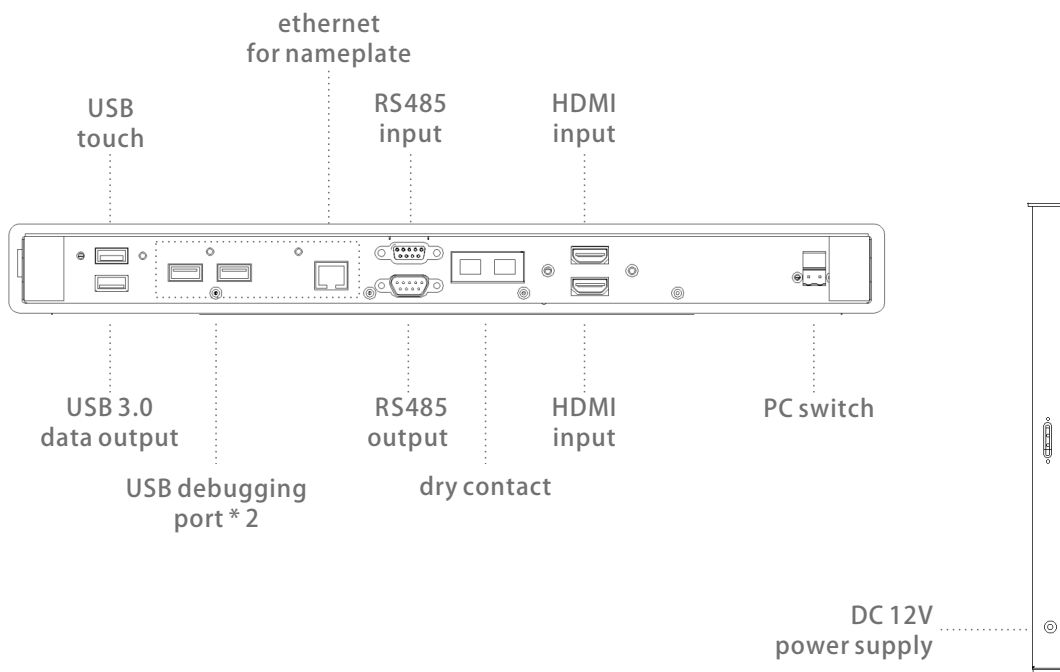 ethernet
for nameplate
USB
touch
RS485
input
HDMI
input
USB 3.0
data output
RS485
output
HDMI
input
PC switch
USB debugging
port * 2
dry contact
DC 12V
power supply